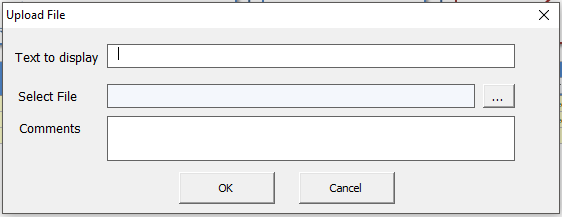 Upload File
Text to display
Select File
...
Comments
OK
Cancel